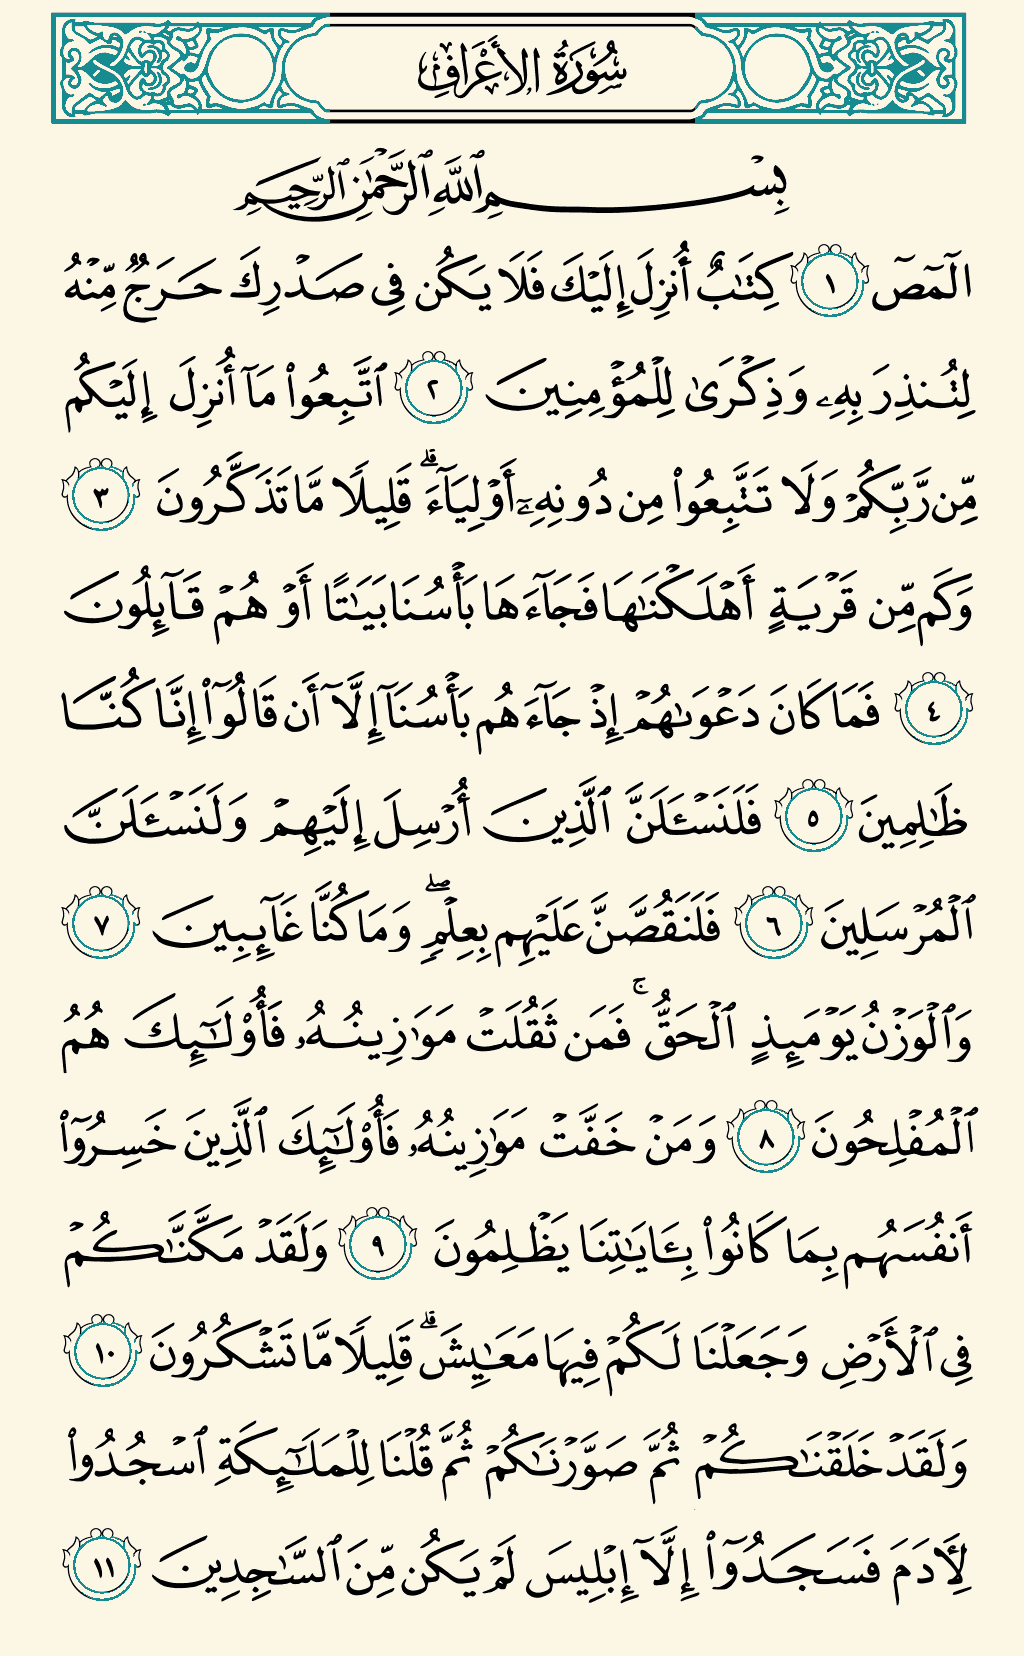 سُورَةُ الأَعْرَافِ
بِسْمِ ٱللَّهِ ٱلرَّحْمَٰنِ ٱلرَّحِيمِ
الٓمٓصٓ ١ كِتَٰبٌ أُنزِلَ إِلَيْكَ فَلَا يَكُن فِى صَدْرِكَ حَرَجٌ مِّنْهُ
لِتُنذِرَ بِهِۦ وَذِكْرَىٰ لِلْمُؤْمِنِينَ ٢ ٱتَّبِعُوا۟ مَآ أُنزِلَ إِلَيْكُم
مِّن رَّبِّكُمْ وَلَا تَتَّبِعُوا۟ مِن دُونِهِۦٓ أَوْلِيَآءَ ۗ قَلِيلًا مَّا تَذَكَّرُونَ ٣
وَكَم مِّن قَرْيَةٍ أَهْلَكْنَٰهَا فَجَآءَهَا بَأْسُنَا بَيَٰتًا أَوْ هُمْ قَآئِلُونَ
٤ فَمَا كَانَ دَعْوَىٰهُمْ إِذْ جَآءَهُم بَأْسُنَآ إِلَّآ أَن قَالُوٓا۟ إِنَّا كُنَّا
ظَٰلِمِينَ ٥ فَلَنَسْـَٔلَنَّ ٱلَّذِينَ أُرْسِلَ إِلَيْهِمْ وَلَنَسْـَٔلَنَّ
ٱلْمُرْسَلِينَ ٦ فَلَنَقُصَّنَّ عَلَيْهِم بِعِلْمٍ ۖ وَمَا كُنَّا غَآئِبِينَ ٧
وَٱلْوَزْنُ يَوْمَئِذٍ ٱلْحَقُّ ۚ فَمَن ثَقُلَتْ مَوَٰزِينُهُۥ فَأُو۟لَٰٓئِكَ هُمُ
ٱلْمُفْلِحُونَ ٨ وَمَنْ خَفَّتْ مَوَٰزِينُهُۥ فَأُو۟لَٰٓئِكَ ٱلَّذِينَ خَسِرُوٓا۟
أَنفُسَهُم بِمَا كَانُوا۟ بِـَٔايَٰتِنَا يَظْلِمُونَ ٩ وَلَقَدْ مَكَّنَّٰكُمْ
فِى ٱلْأَرْضِ وَجَعَلْنَا لَكُمْ فِيهَا مَعَٰيِشَ ۗ قَلِيلًا مَّا تَشْكُرُونَ ١٠
وَلَقَدْ خَلَقْنَٰكُمْ ثُمَّ صَوَّرْنَٰكُمْ ثُمَّ قُلْنَا لِلْمَلَٰٓئِكَةِ ٱسْجُدُوا۟
لِـَٔادَمَ فَسَجَدُوٓا۟ إِلَّآ إِبْلِيسَ لَمْ يَكُن مِّنَ ٱلسَّٰجِدِينَ ١١